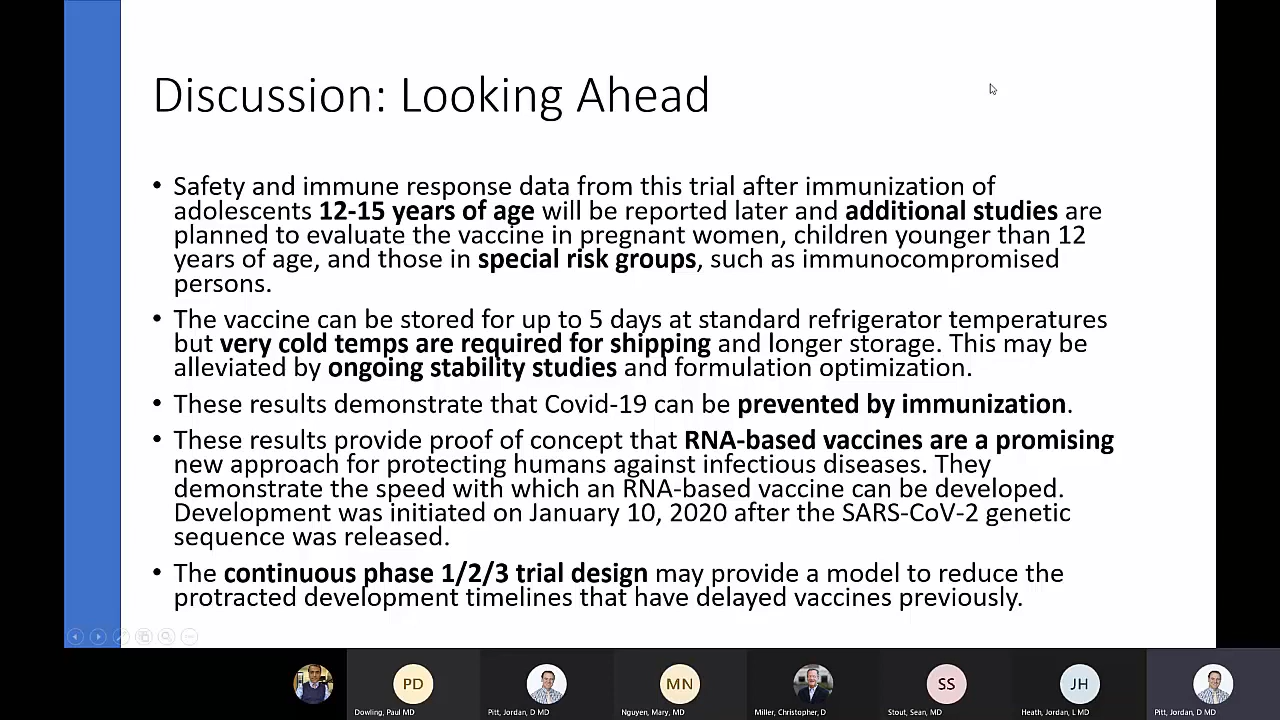 Discussion: Looking Ahead
• Safety and immune response data from this trial after immunization of
adolescents 12-15 years of age will be reported later and additional studies are
planned to evaluate the vaccine in pregnant women, children younger than 12
years of age, and those in special risk groups, such as immunocompromised
persons.
• The vaccine can be stored for up to 5 days at standard refrigerator temperatures
but very cold temps are required for shipping and longer storage. This may be
alleviated by ongoing stability studies and formulation optimization.
• These results demonstrate that Covid-19 can be prevented by immunization.
• These results provide proof of concept that RNA-based vaccines are a promising
new approach for protecting humans against infectious diseases. They
demonstrate the speed with which an RNA-based vaccine can be developed.
Development was initiated on January 10, 2020 after the SARS-CoV-2 genetic
sequence was released.
• The continuous phase 1/2/3 trial design may provide a model to reduce the
protracted development timelines that have delayed vaccines previously.
PD
MN
SS
JH
Dowling, Paul MD
Pitt, Jordan, D MD
Nguyen, Mary, MD
Miller, Christopher, D
Stout, Sean, MD
Heath, Jordan, L MD
Pitt, Jordan, D MD